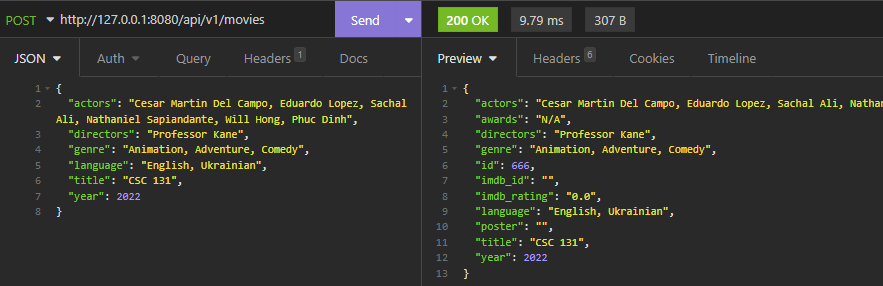 POST http://127.0.0.1:8080/api/v1/movies Send 200 OK 9.79 ms 307 B
JSON Auth Query Headers 1 Docs Preview Headers 6 Cookies Timeline
1 {
2 "actors": "Cesar Martin Del Campo, Eduardo Lopez, Sachal
Ali, Nathaniel Sapiandante, Will Hong, Phuc Dinh",
3 "directors": "Professor Kane",
4 "genre": "Animation, Adventure, Comedy",
5 "language": "English, Ukrainian",
6 "title": "CSC 131",
7 "year": 2022
8 }
1 {
2 "actors": "Cesar Martin Del Campo, Eduardo Lopez, Sachal Ali, Nathan
3 "awards": "N/A",
4 "directors": "Professor Kane",
5 "genre": "Animation, Adventure, Comedy",
6 "id": 666,
7 "imdb_id": "",
8 "imdb_rating": "0.0",
9 "language": "English, Ukrainian",
10 "poster": "",
11 "title": "CSC 131",
12 "year": 2022
13 }